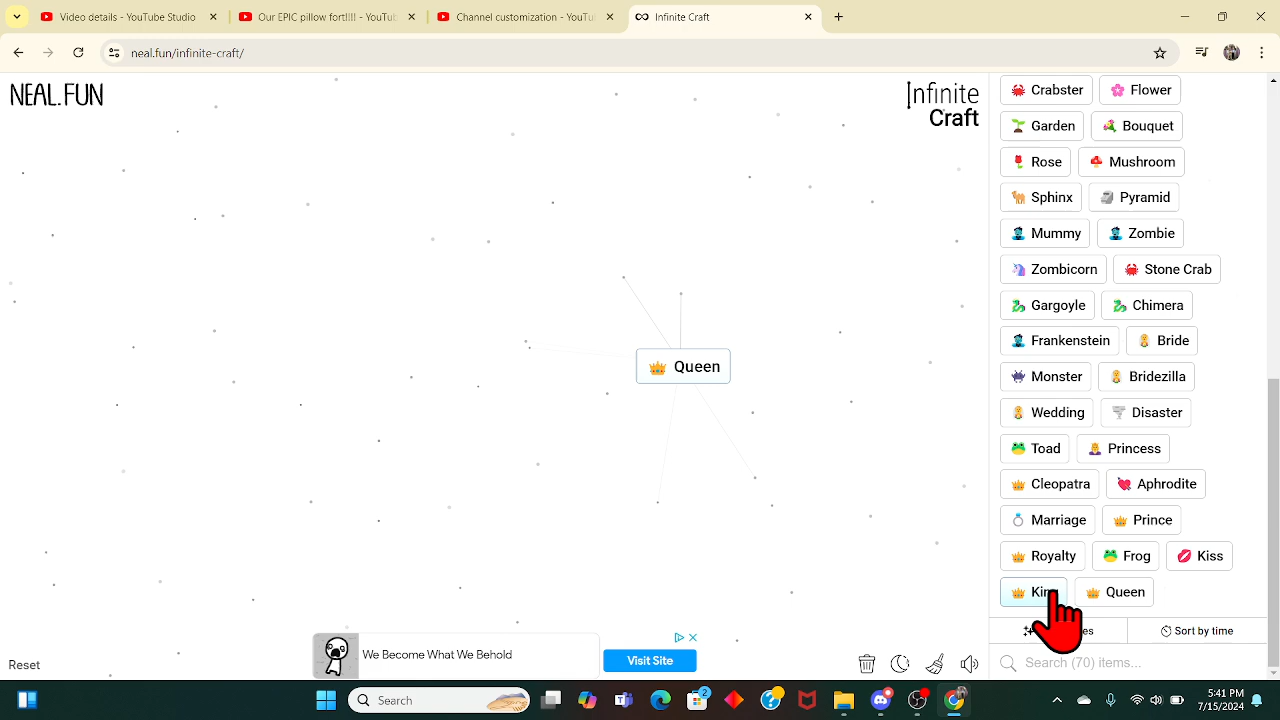 Video details - YouTube Studio
Our EPIC pillow fort!!!! - YouTub
Channel customization - YouTu
Infinite Craft
neal.fun/infinite-craft/
NEAL.FUN
Infinite
Craft
Crabster
Flower
Garden
Bouquet
Rose
Mushroom
Sphinx
Pyramid
Mummy
Zombie
Zombicorn
Stone Crab
Gargoyle
Chimera
Frankenstein
Bride
Monster
Bridezilla
Wedding
Disaster
Toad
Princess
Cleopatra
Aphrodite
Marriage
Prince
Royalty
Frog
Kiss
Queen
Queen
Sort by time
Search (70) items...
We Become What We Behold
Visit Site
Reset
Search
2
5:41 PM
7/15/2024